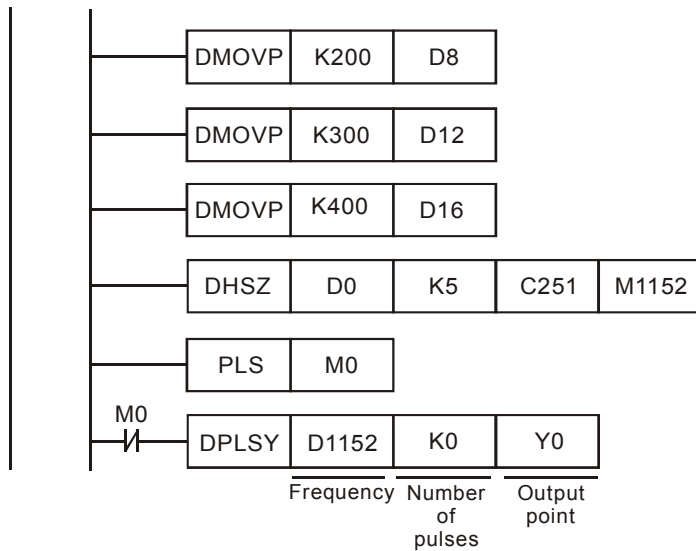 DMOVP K200 D8
DMOVP K300 D12
DMOVP K400 D16
DHSZ D0 K5 C251 M1152
PLS M0
M0
DPLSY D1152 K0 Y0
Frequency Number of pulses Output point